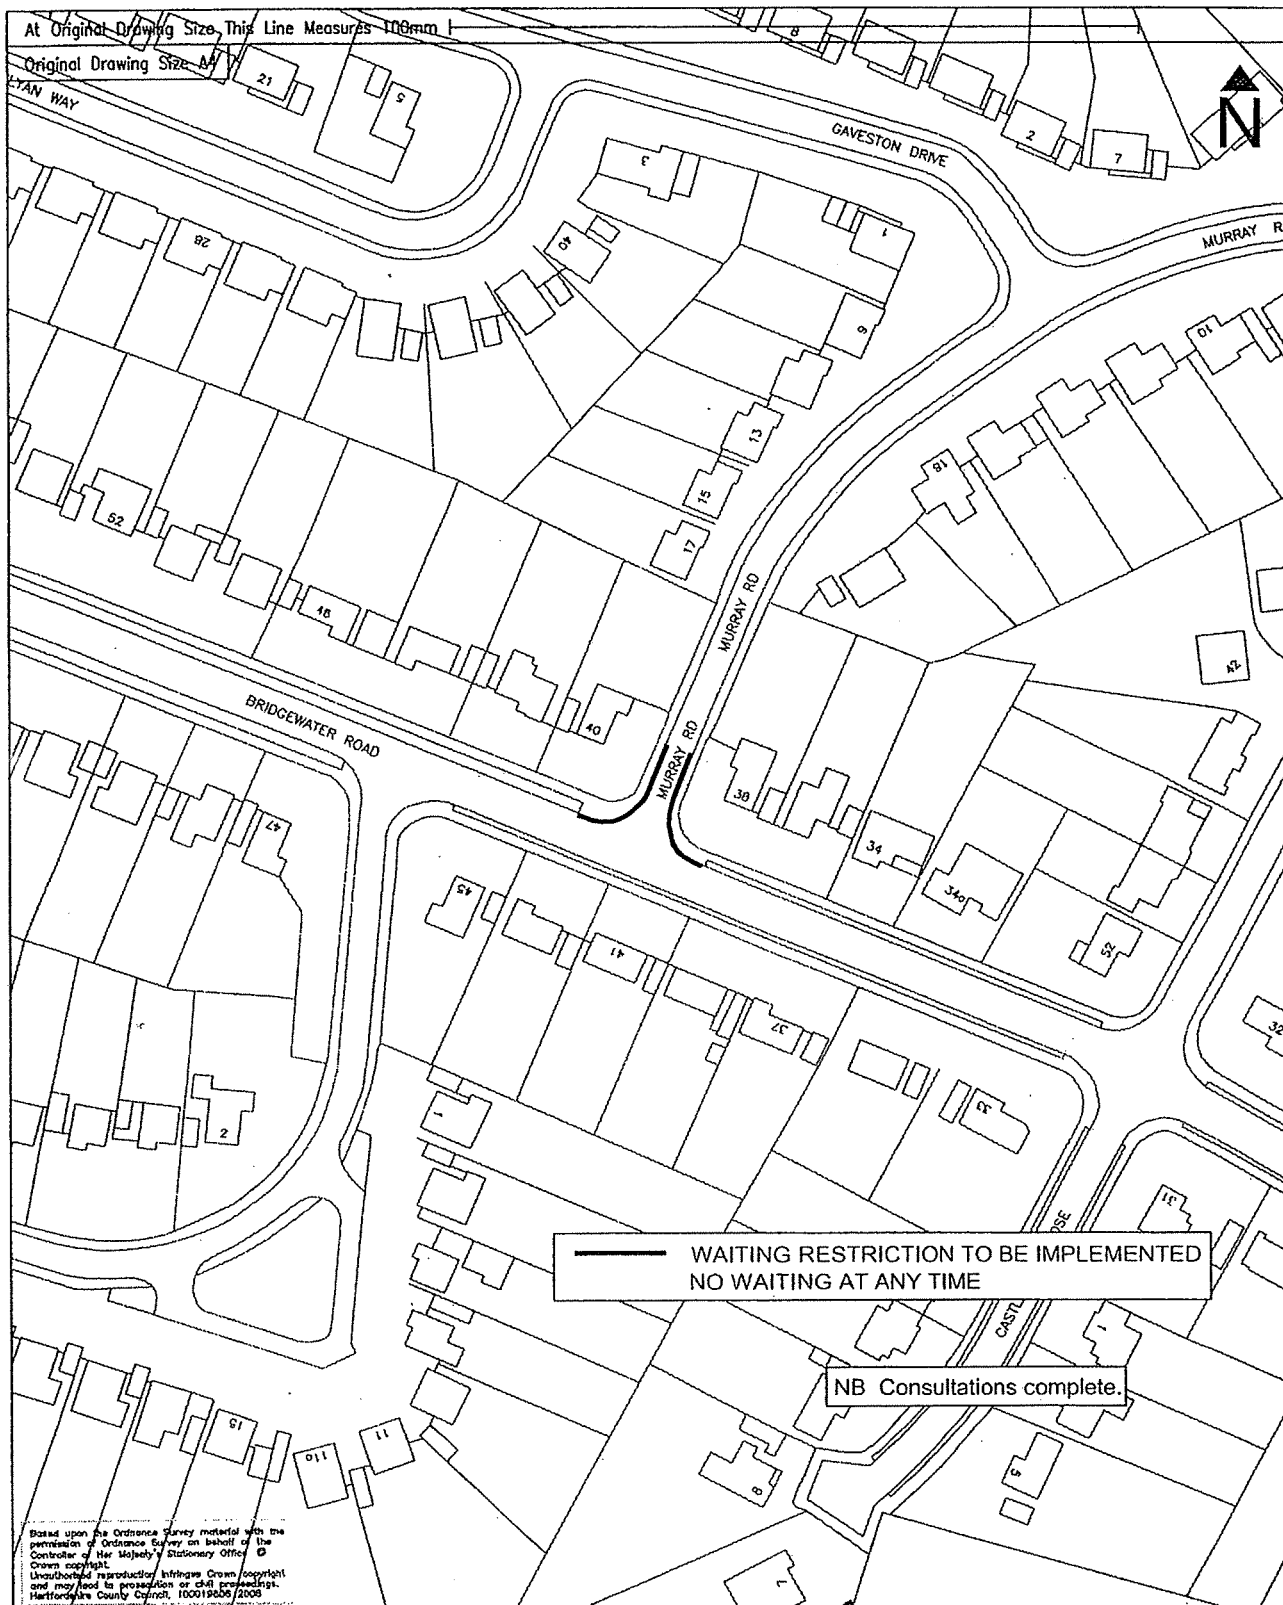 At Original Drawing Size This Line Measures 100mm
Original Drawing Size A4
21
5
8
2
7
N
GAVESTON DRIVE
MURRAY R
3
1
40
28
9
10
13
15
17
18
52
46
MURRAY RD
42
BRIDGEWATER ROAD
40
MURRAY RD
38
34
34a
47
45
41
37
52
32
33
1
2
31
WAITING RESTRICTION TO BE IMPLEMENTED
NO WAITING AT ANY TIME
1
NB Consultations complete.
15
11a
11
8
5
7
Based upon the Ordnance Survey material with the
permission of Ordnance Survey on behalf of the
Controller of Her Majesty's Stationary Office ©
Crown copyright.
Unauthorised reproduction infringes Crown copyright
and may lead to prosecution or civil proceedings.
Hertfordshire County Council, 2008